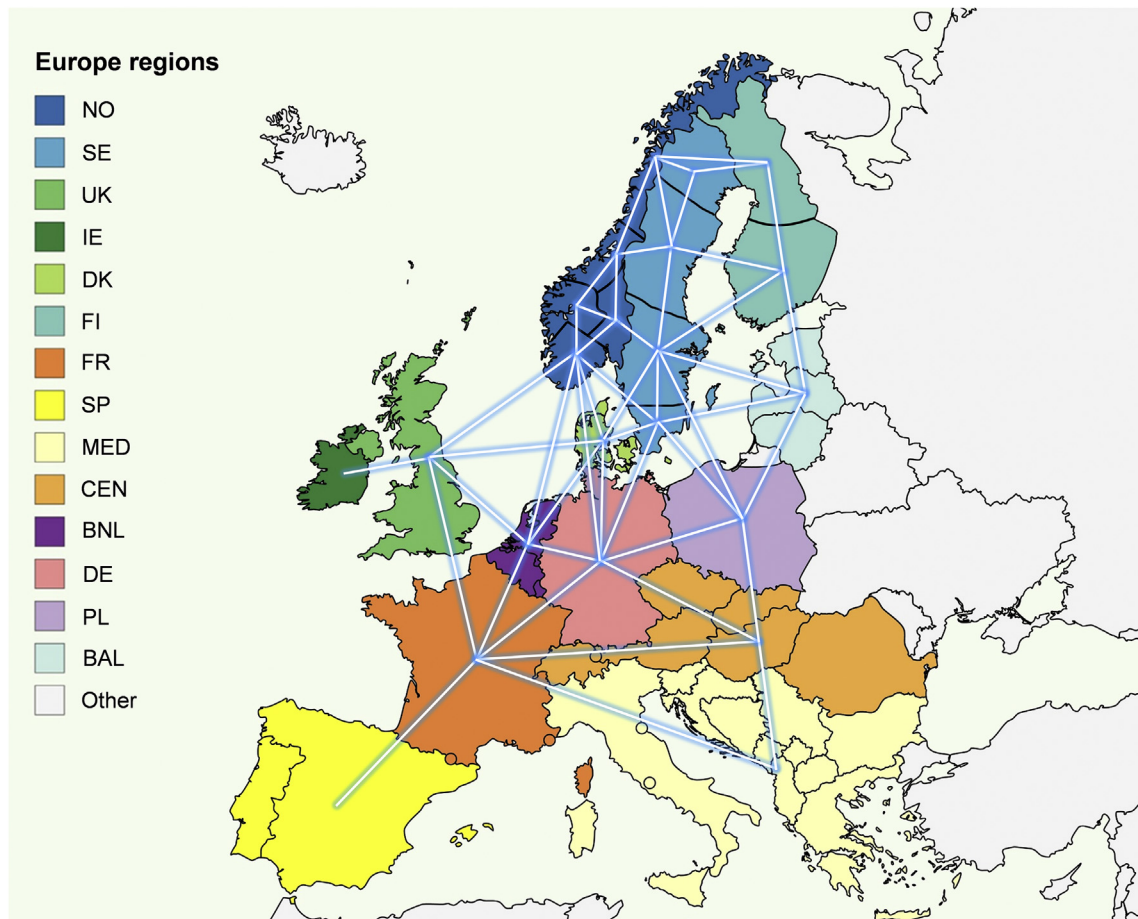 Europe regions
NO
SE
UK
IE
DK
FI
FR
SP
MED
CEN
BNL
DE
PL
BAL
Other